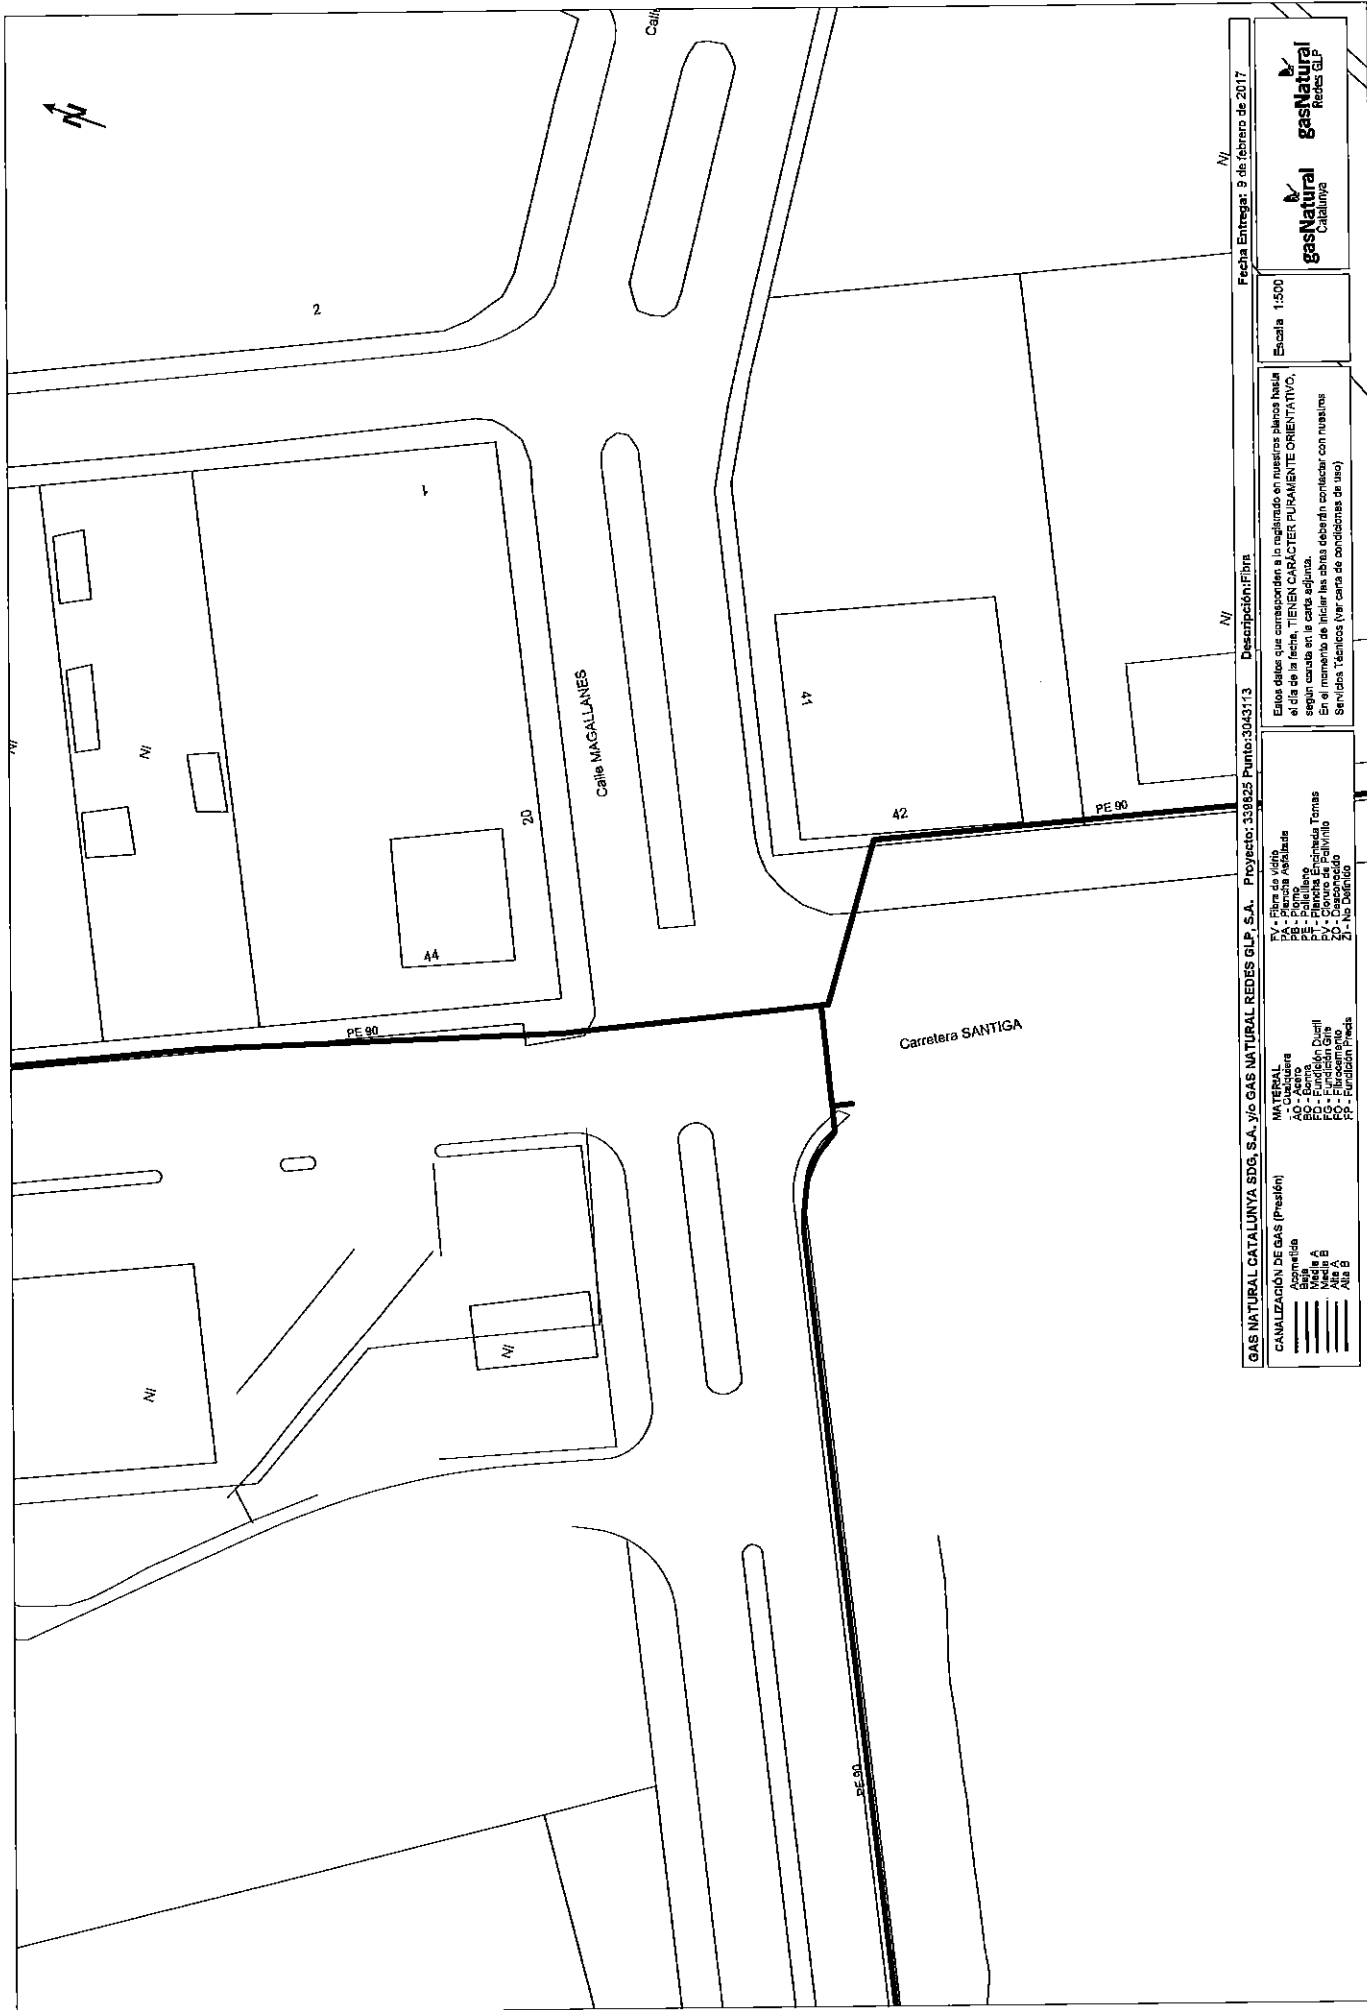 N
Calle
2
1
NI
NI
20
44
Calle MAGALLANES
41
42
PE 90
PE 90
Carretera SANTIGA
NI
NI
PE 90
NI
NI
GAS NATURAL CATALUNYA SDG, S.A. y/o GAS NATURAL REDES GLP, S.A. Proyecto: 339825 Punto:3043113 Descripción:Fibra Fecha Entrega: 9 de febrero de 2017
CANALIZACIÓN DE GAS (Presión)
Acometida
Baja
Media A
Media B
Alta A
Alta B
MATERIAL
- Cualquiera
AO - Acero
BO - Bonna
FD - Fundición Ductil
FG - Fundición Gris
FO - Fibrocemento
FP - Fundición Precis
FV - Fibra de vidrio
PA - Plancha Asfaltada
PB - Plomo
PE - Polietileno
PT - Plancha Encintada Tomas
PV - Cloruro de Polivinilo
ZD - Desconocido
ZI - No Definido
Estos datos que corresponden a lo registrado en nuestros planos hasta
el día de la fecha, TIENEN CARÁCTER PURAMENTE ORIENTATIVO,
según consta en la carta adjunta.
En el momento de iniciar las obras deberán contactar con nuestros
Servicios Técnicos (ver carta de condiciones de uso)
Escala 1:500
gasNatural
Catalunya
gasNatural
Redes GLP